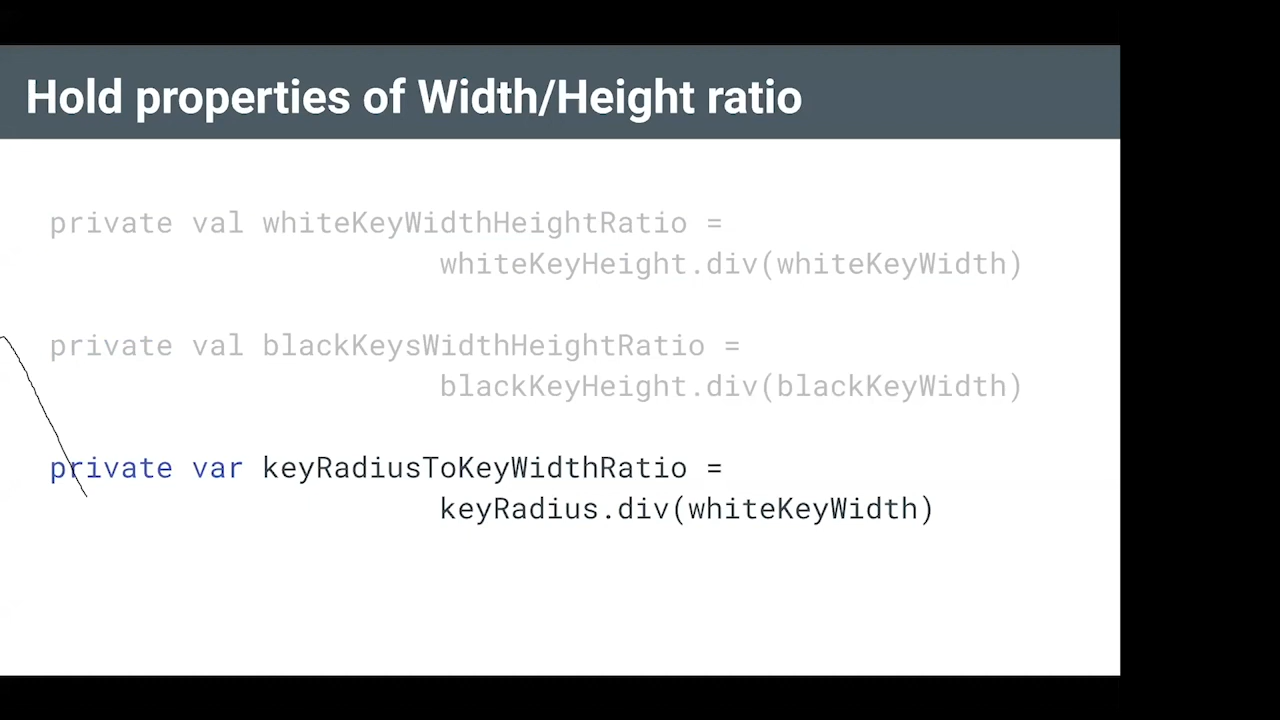 Hold properties of Width/Height ratio
private val whiteKeyWidthHeightRatio =
whiteKeyHeight.div(whiteKeyWidth)
private val blackKeysWidthHeightRatio =
blackKeyHeight.div(blackKeyWidth)
private var keyRadiusToKeyWidthRatio =
keyRadius.div(whiteKeyWidth)